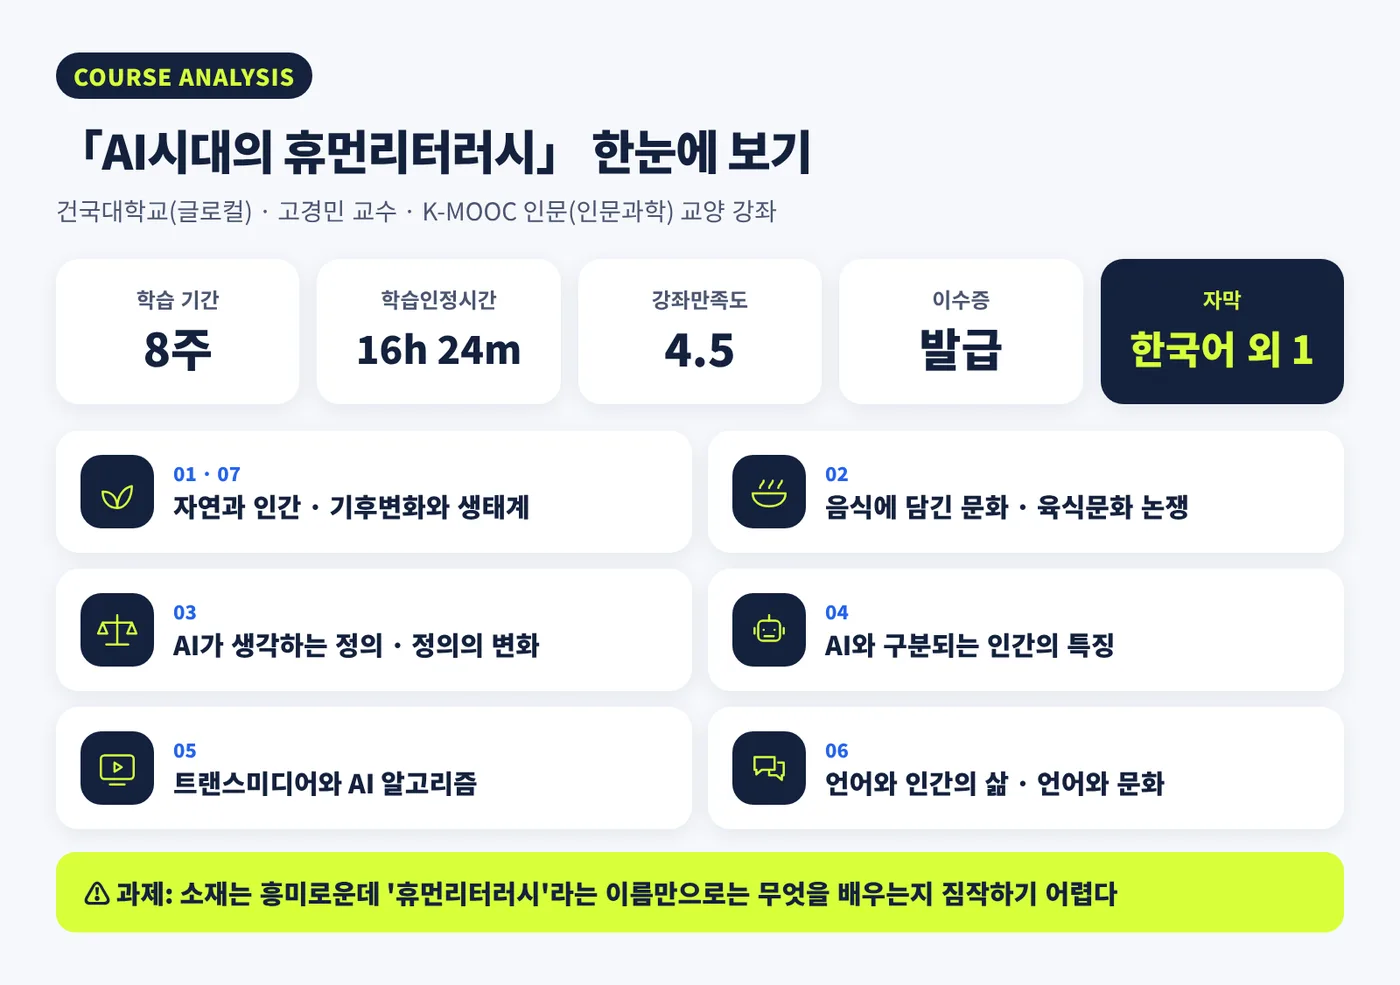 COURSE ANALYSIS
「AI시대의 휴먼리터러시」 한눈에 보기
건국대학교(글로컬) · 고경민 교수 · K-MOOC 인문(인문과학) 교양 강좌
학습 기간
8주
학습인정시간
16h 24m
강좌만족도
4.5
이수증
발급
자막
한국어 외 1
01 · 07
자연과 인간 · 기후변화와 생태계
02
음식에 담긴 문화 · 육식문화 논쟁
03
AI가 생각하는 정의 · 정의의 변화
04
AI와 구분되는 인간의 특징
05
트랜스미디어와 AI 알고리즘
06
언어와 인간의 삶 · 언어와 문화
⚠ 과제: 소재는 흥미로운데 '휴먼리터러시'라는 이름만으로는 무엇을 배우는지 짐작하기 어렵다